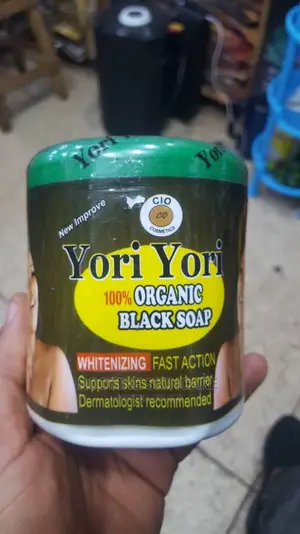 Yori Yori
New Improve
CIO
CIO
COSMETICS
Yori Yori
100% ORGANIC
BLACK SOAP
WHITENIZING FAST ACTION
Supports skins natural barrier
Dermatologist recommended